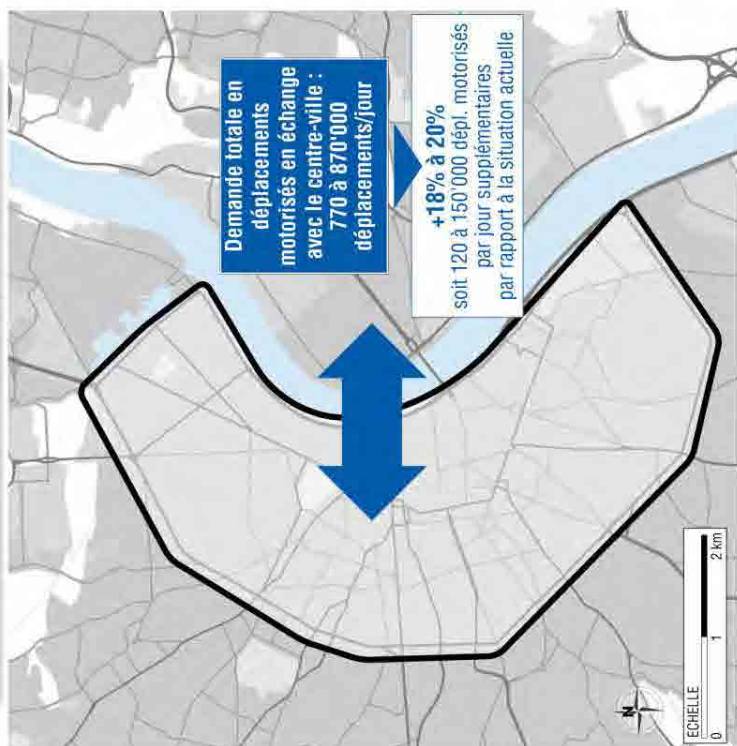 Demande totale en
déplacements
motorisés en échange
avec le centre-ville :
770 à 870'000
déplacements/jour
+18% à 20%
soit 120 à 150'000 dépl. motorisés
par jour supplémentaires
par rapport à la situation actuelle
N
ECHELLE
0 1 2 km